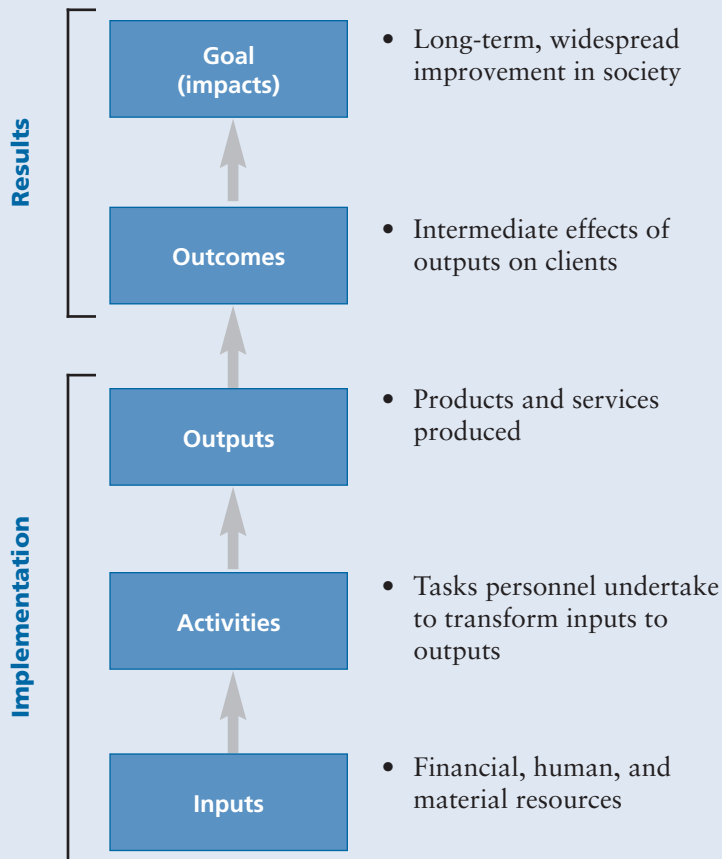 Results
Goal
(impacts)
• Long-term, widespread
improvement in society
Outcomes
• Intermediate effects of
outputs on clients
Implementation
Outputs
• Products and services
produced
Activities
• Tasks personnel undertake
to transform inputs to
outputs
Inputs
• Financial, human, and
material resources